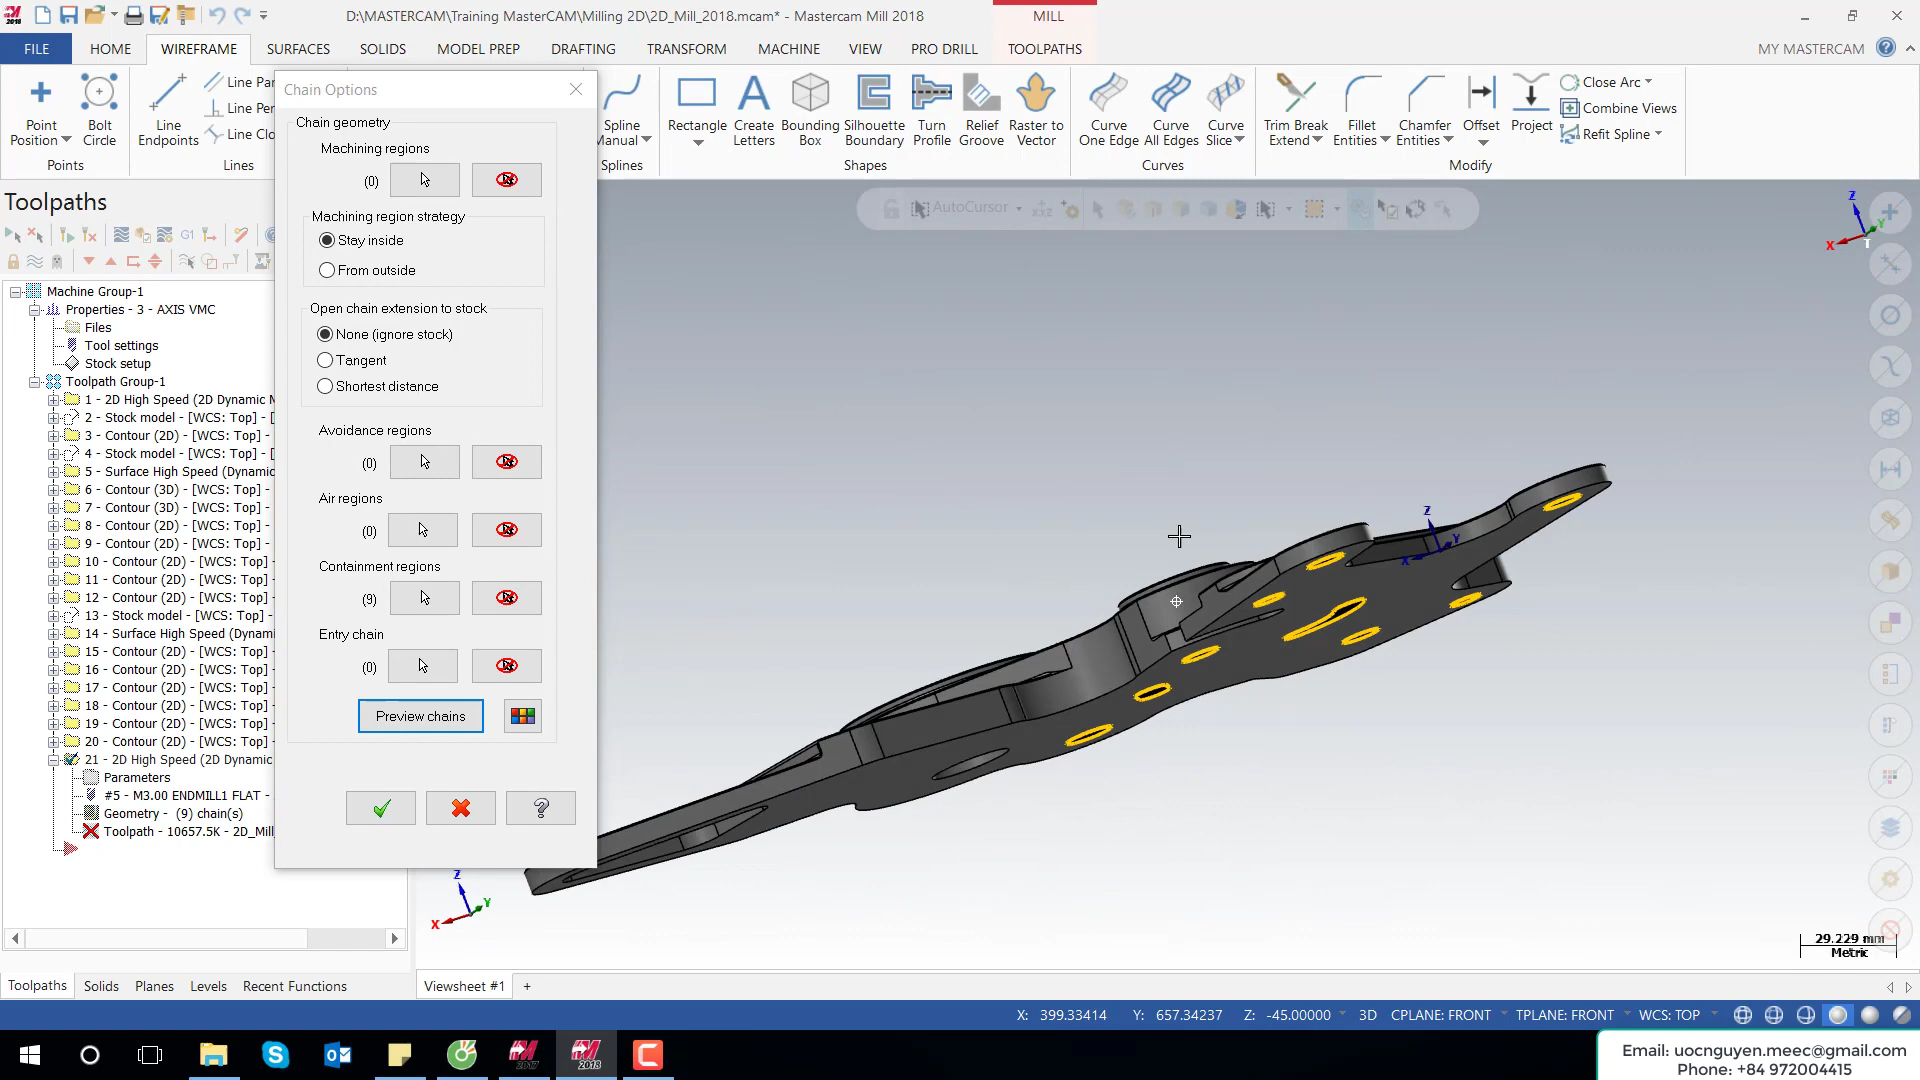 D:\MASTERCAM\Training MasterCAM\Milling 2D\2D_Mill_2018.mcam* - Mastercam Mill 2018
MILL
FILE
HOME
WIREFRAME
SURFACES
SOLIDS
MODEL PREP
DRAFTING
TRANSFORM
MACHINE
VIEW
PRO DRILL
TOOLPATHS
MY MASTERCAM
Point
Position
Bolt
Circle
Points
Line
Endpoints
Line Par
Line Per
Line Clo
Lines
Spline
Manual
Splines
Rectangle
Create
Letters
Bounding
Box
Silhouette
Boundary
Turn
Profile
Relief
Groove
Raster to
Vector
Shapes
Curve
One Edge
Curve
All Edges
Curve
Slice
Curves
Trim Break
Extend
Fillet
Entities
Chamfer
Entities
Offset
Project
Close Arc
Combine Views
Refit Spline
Modify
Toolpaths
G1
Machine Group-1
Properties - 3 - AXIS VMC
Files
Tool settings
Stock setup
Toolpath Group-1
1 - 2D High Speed (2D Dynamic M
2 - Stock model - [WCS: Top] - [
3 - Contour (2D) - [WCS: Top] -
4 - Stock model - [WCS: Top] - [
5 - Surface High Speed (Dynamic
6 - Contour (3D) - [WCS: Top] -
7 - Contour (3D) - [WCS: Top] -
8 - Contour (2D) - [WCS: Top] -
9 - Contour (2D) - [WCS: Top] -
10 - Contour (2D) - [WCS: Top] -
11 - Contour (2D) - [WCS: Top] -
12 - Contour (2D) - [WCS: Top] -
13 - Stock model - [WCS: Top] -
14 - Surface High Speed (Dynami
15 - Contour (2D) - [WCS: Top] -
16 - Contour (2D) - [WCS: Top] -
17 - Contour (2D) - [WCS: Top] -
18 - Contour (2D) - [WCS: Top] -
19 - Contour (2D) - [WCS: Top] -
20 - Contour (2D) - [WCS: Top] -
21 - 2D High Speed (2D Dynamic
Parameters
#5 - M3.00 ENDMILL1 FLAT -
Geometry - (9) chain(s)
Toolpath - 10657.5K - 2D_Mill_
Chain Options
Chain geometry
Machining regions
(0)
Machining region strategy
Stay inside
From outside
Open chain extension to stock
None (ignore stock)
Tangent
Shortest distance
Avoidance regions
(0)
Air regions
(0)
Containment regions
(9)
Entry chain
(0)
Preview chains
AutoCursor
Z
Y
X
T
Z
Y
X
Z
Y
X
29.229 mm
Metric
Toolpaths
Solids
Planes
Levels
Recent Functions
Viewsheet #1
+
X: 399.33414
Y: 657.34237
Z: -45.00000
3D
CPLANE: FRONT
TPLANE: FRONT
WCS: TOP
2017
2018
Email: uocnguyen.meec@gmail.com
Phone: +84 972004415